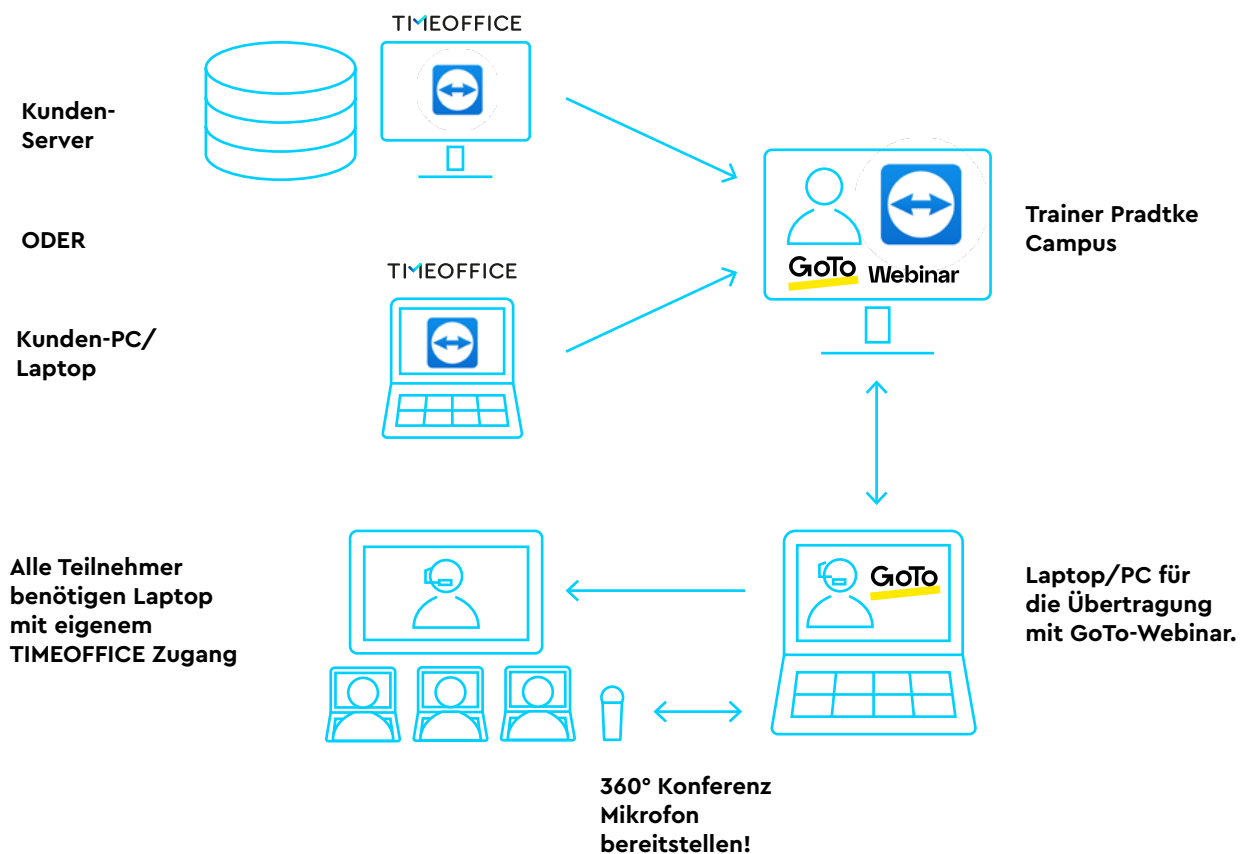 TIMEOFFICE
Kunden-
Server
ODER
TIMEOFFICE
Kunden-PC/
Laptop
GoTo Webinar
Trainer Pradtke
Campus
Alle Teilnehmer
benötigen Laptop
mit eigenem
TIMEOFFICE Zugang
GoTo
Laptop/PC für
die Übertragung
mit GoTo-Webinar.
360° Konferenz
Mikrofon
bereitstellen!